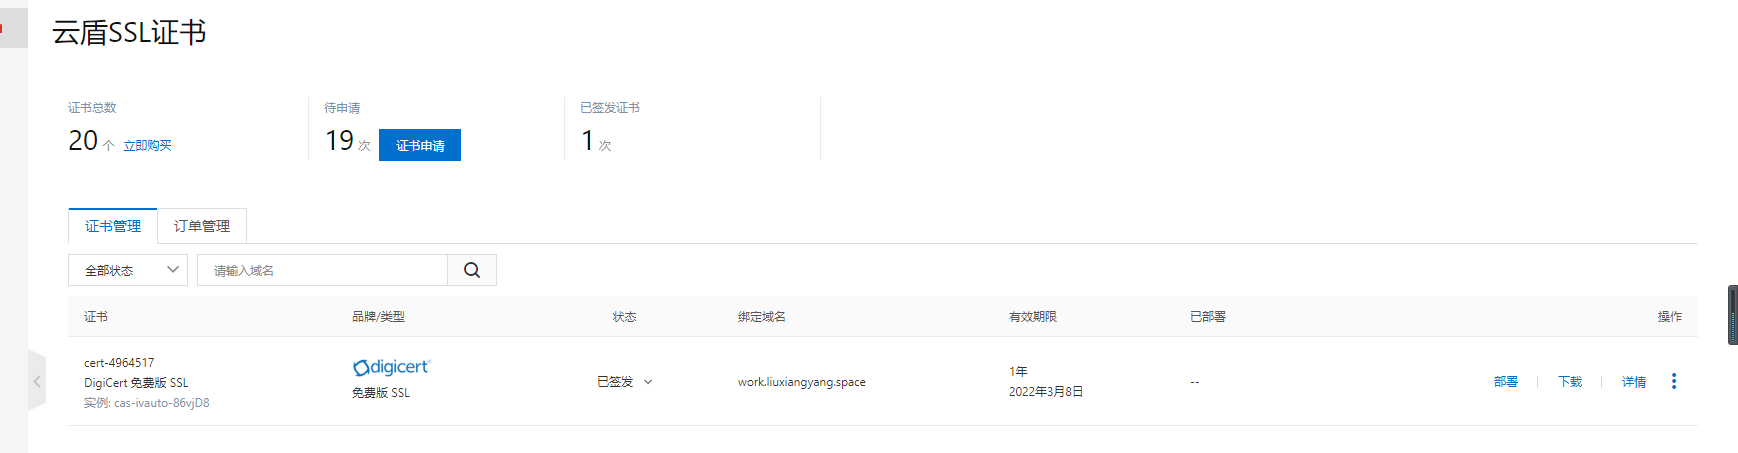 云盾SSL证书
证书总数
待申请
已签发证书
20 个 立即购买
19 次 证书申请
1 次
证书管理 订单管理
全部状态 请输入域名
证书 品牌/类型 状态 绑定域名 有效期限 已部署 操作
cert-4964517
DigiCert 免费版 SSL
实例: cas-ivauto-86vjD8
digicert
免费版 SSL
已签发
work.liuxiangyang.space
1年
2022年3月8日
--
部署 下载 详情